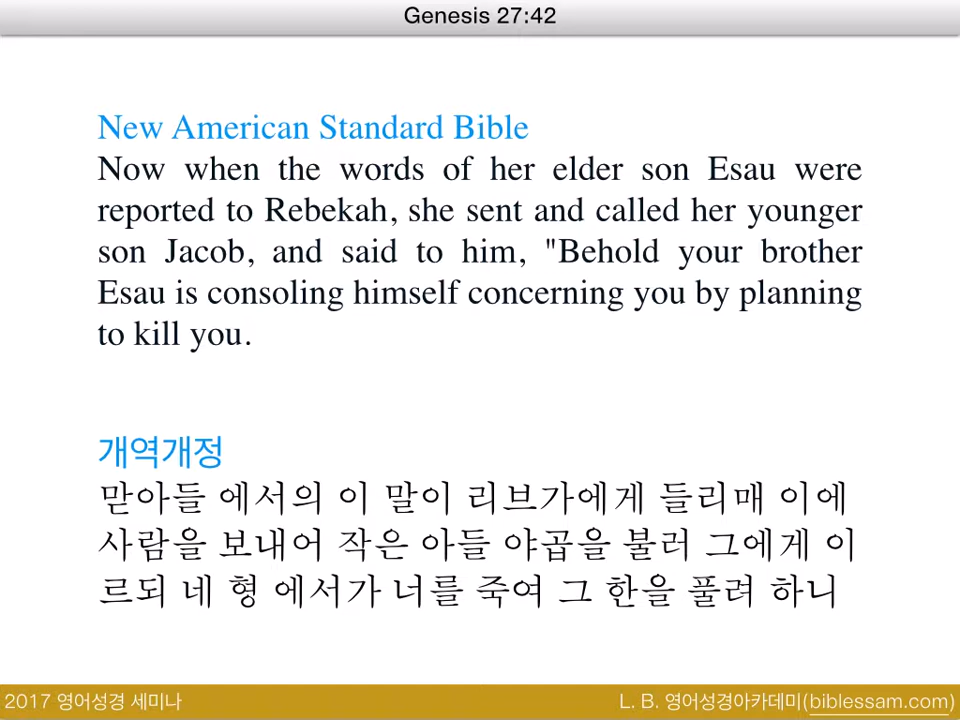 Genesis 27:42
New American Standard Bible
Now when the words of her elder son Esau were
reported to Rebekah, she sent and called her younger
son Jacob, and said to him, "Behold your brother
Esau is consoling himself concerning you by planning
to kill you.
개역개정
맏아들 에서의 이 말이 리브가에게 들리매 이에
사람을 보내어 작은 아들 야곱을 불러 그에게 이
르되 네 형 에서가 너를 죽여 그 한을 풀려 하니
2017 영어성경 세미나
L. B. 영어성경아카데미(biblessam.com)